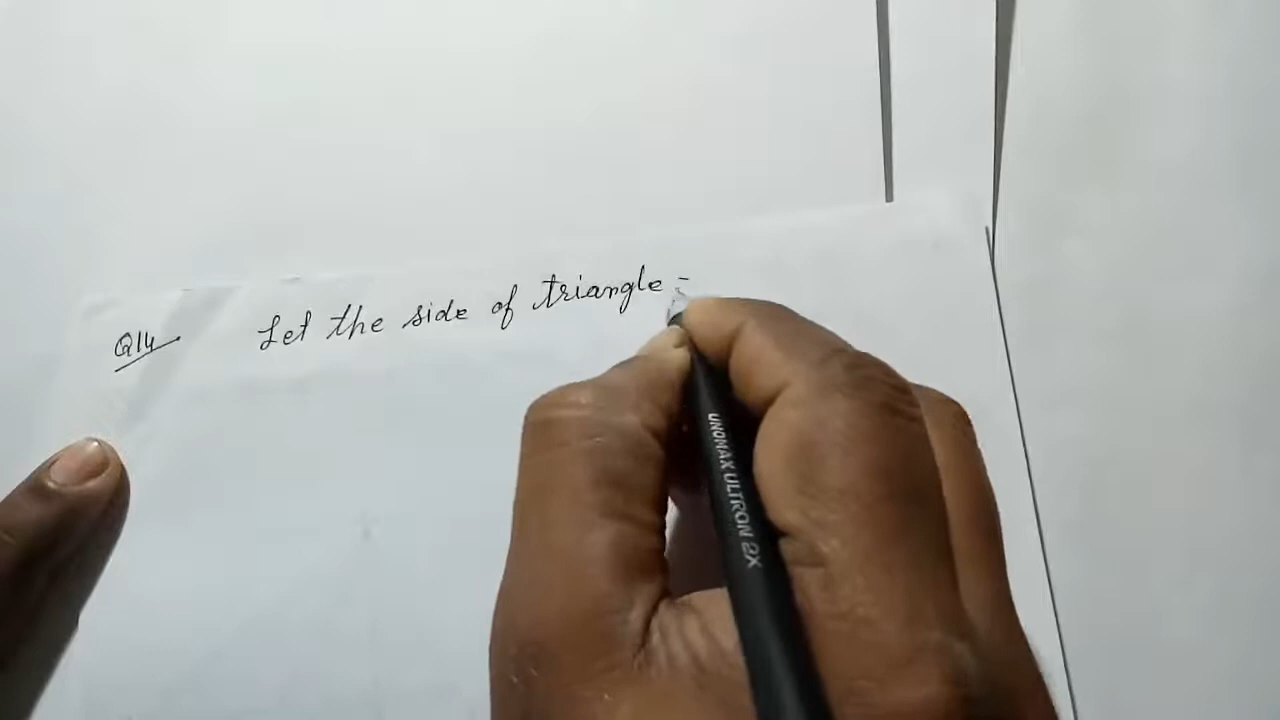 Q14 Let the side of triangle =
UNOMAX ULTRON 2X